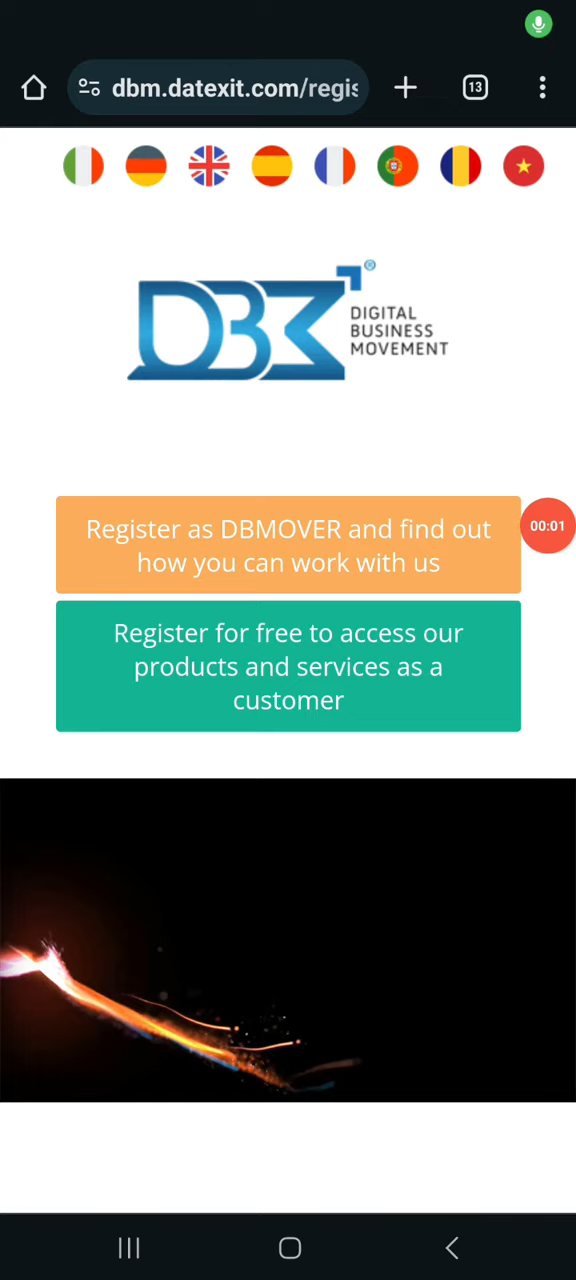 dbm.datexit.com/regis
13
DBM
®
DIGITAL
BUSINESS
MOVEMENT
Register as DBMOVER and find out
how you can work with us
00:01
Register for free to access our
products and services as a
customer